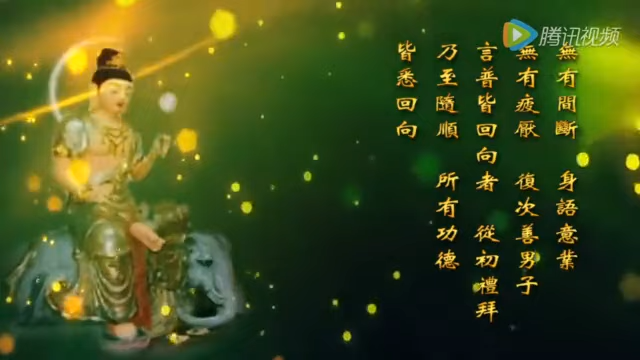 腾讯视频
無有間斷 身語意業
無有疲厭 復次善男子
言普皆回向者 從初禮拜
乃至隨順 所有功德
皆悉回向